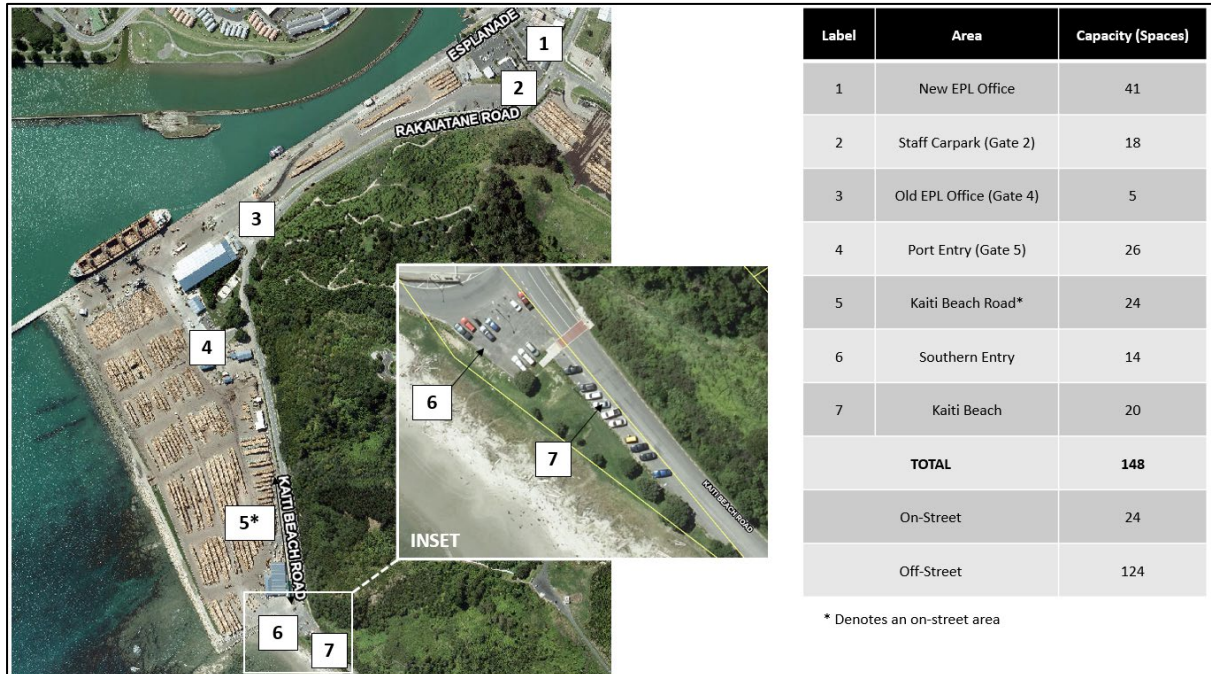 ESPLANADE
1
2
RAKAIATANE ROAD
3
4
KAITI BEACH ROAD
5*
6
7
6
7
KAITI BEACH ROAD
INSET
Label Area Capacity (Spaces)
1 New EPL Office 41
2 Staff Carpark (Gate 2) 18
3 Old EPL Office (Gate 4) 5
4 Port Entry (Gate 5) 26
5 Kaiti Beach Road* 24
6 Southern Entry 14
7 Kaiti Beach 20
TOTAL 148
On-Street 24
Off-Street 124
* Denotes an on-street area